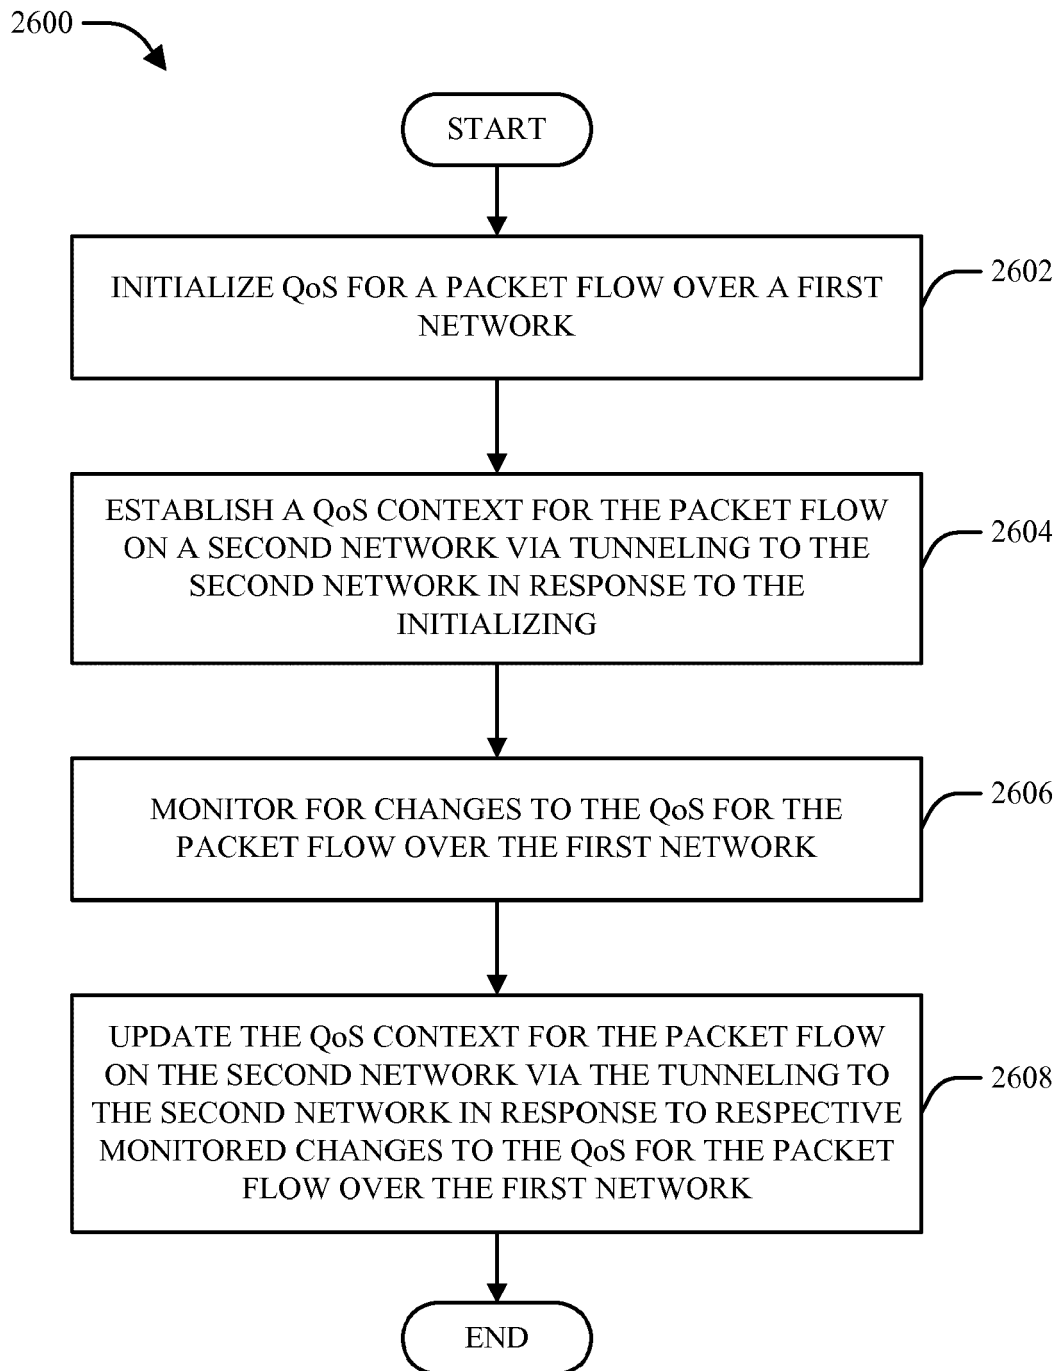 2600
START
INITIALIZE QoS FOR A PACKET FLOW OVER A FIRST
NETWORK
2602
ESTABLISH A QoS CONTEXT FOR THE PACKET FLOW
ON A SECOND NETWORK VIA TUNNELING TO THE
SECOND NETWORK IN RESPONSE TO THE
INITIALIZING
2604
MONITOR FOR CHANGES TO THE QoS FOR THE
PACKET FLOW OVER THE FIRST NETWORK
2606
UPDATE THE QoS CONTEXT FOR THE PACKET FLOW
ON THE SECOND NETWORK VIA THE TUNNELING TO
THE SECOND NETWORK IN RESPONSE TO RESPECTIVE
MONITORED CHANGES TO THE QoS FOR THE PACKET
FLOW OVER THE FIRST NETWORK
2608
END